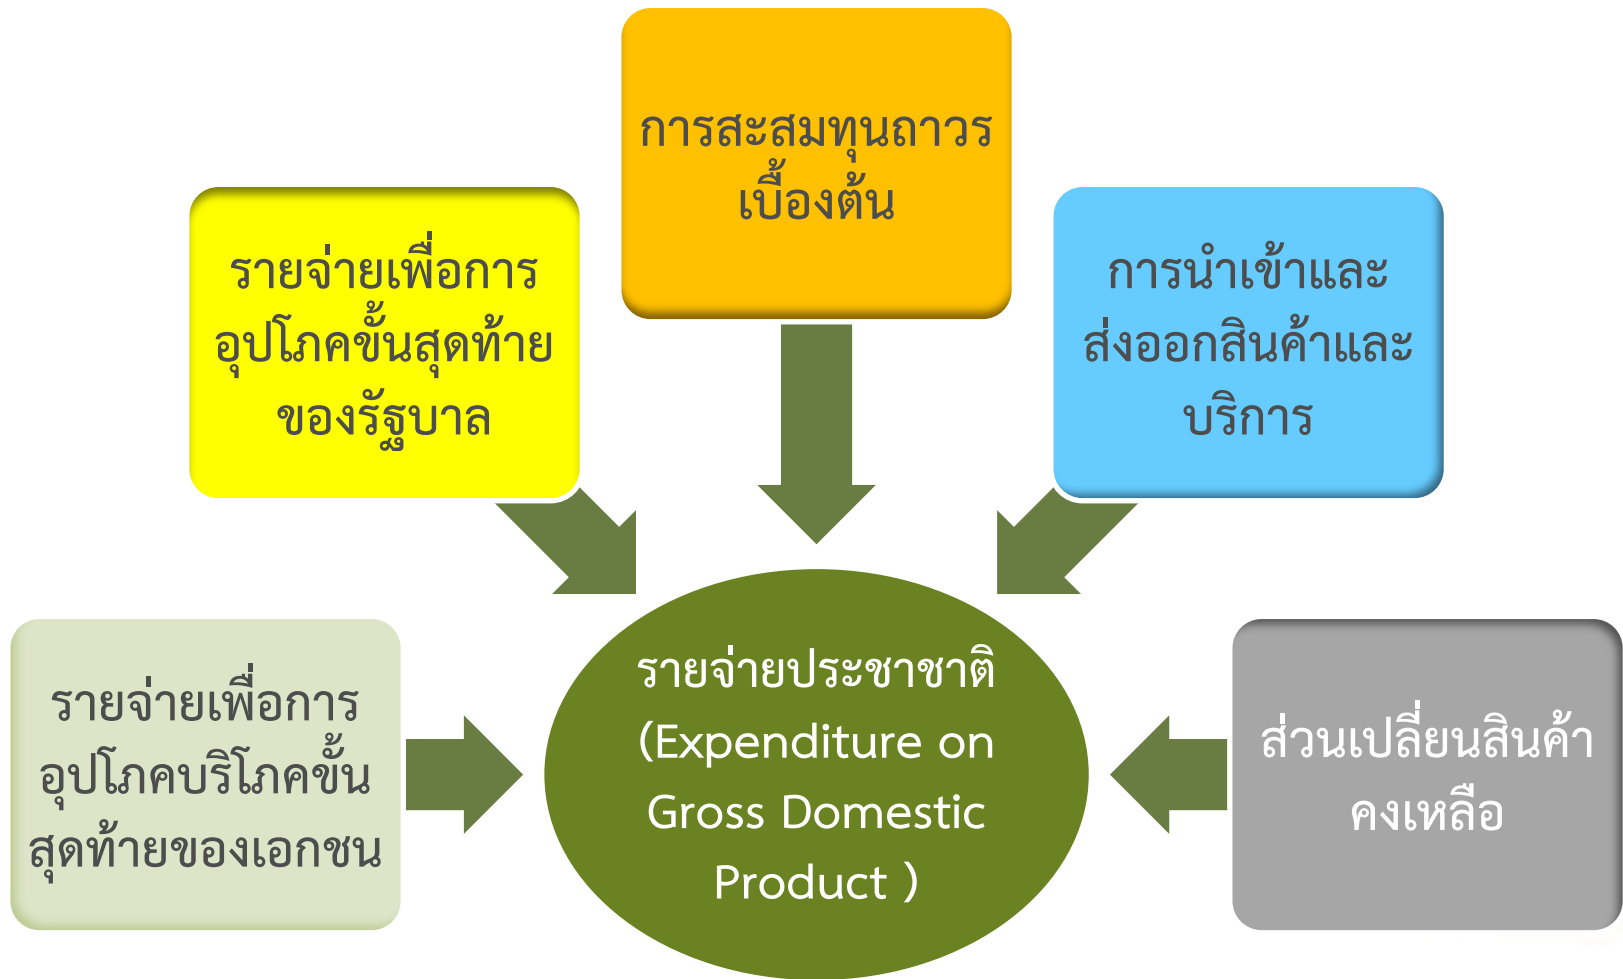 การสะสมทุนถาวร
เบื้องต้น
รายจ่ายเพื่อการ
อุปโภคขั้นสุดท้าย
ของรัฐบาล
การนำเข้าและ
ส่งออกสินค้าและ
บริการ
รายจ่ายเพื่อการ
อุปโภคบริโภคขั้น
สุดท้ายของเอกชน
รายจ่ายประชาชาติ
(Expenditure on
Gross Domestic
Product )
ส่วนเปลี่ยนสินค้า
คงเหลือ